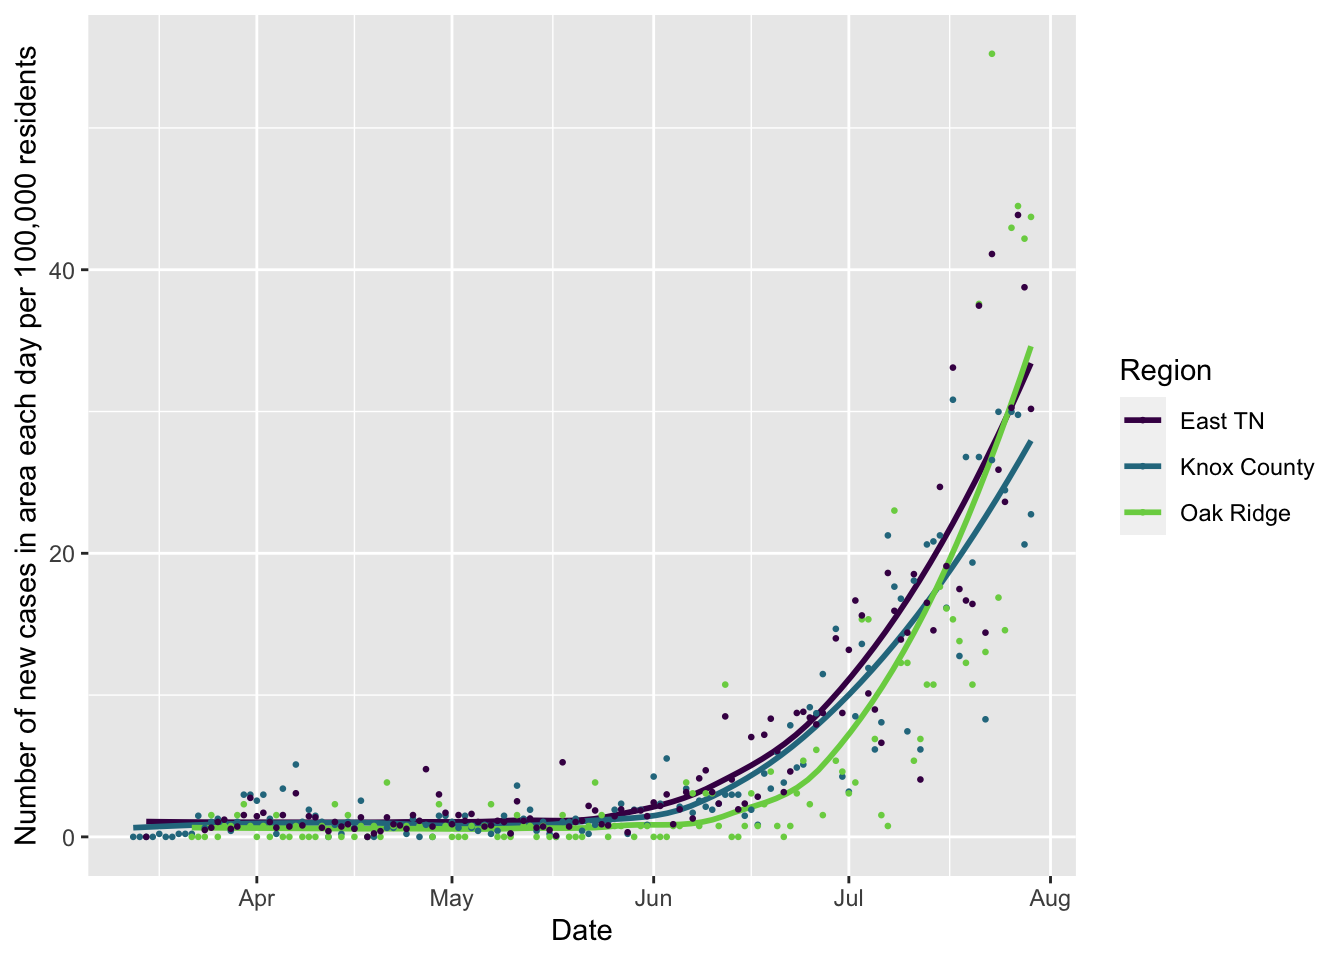 Number of new cases in area each day per 100,000 residents
40
20
0
Apr
May
Jun
Jul
Aug
Date
Region
East TN
Knox County
Oak Ridge